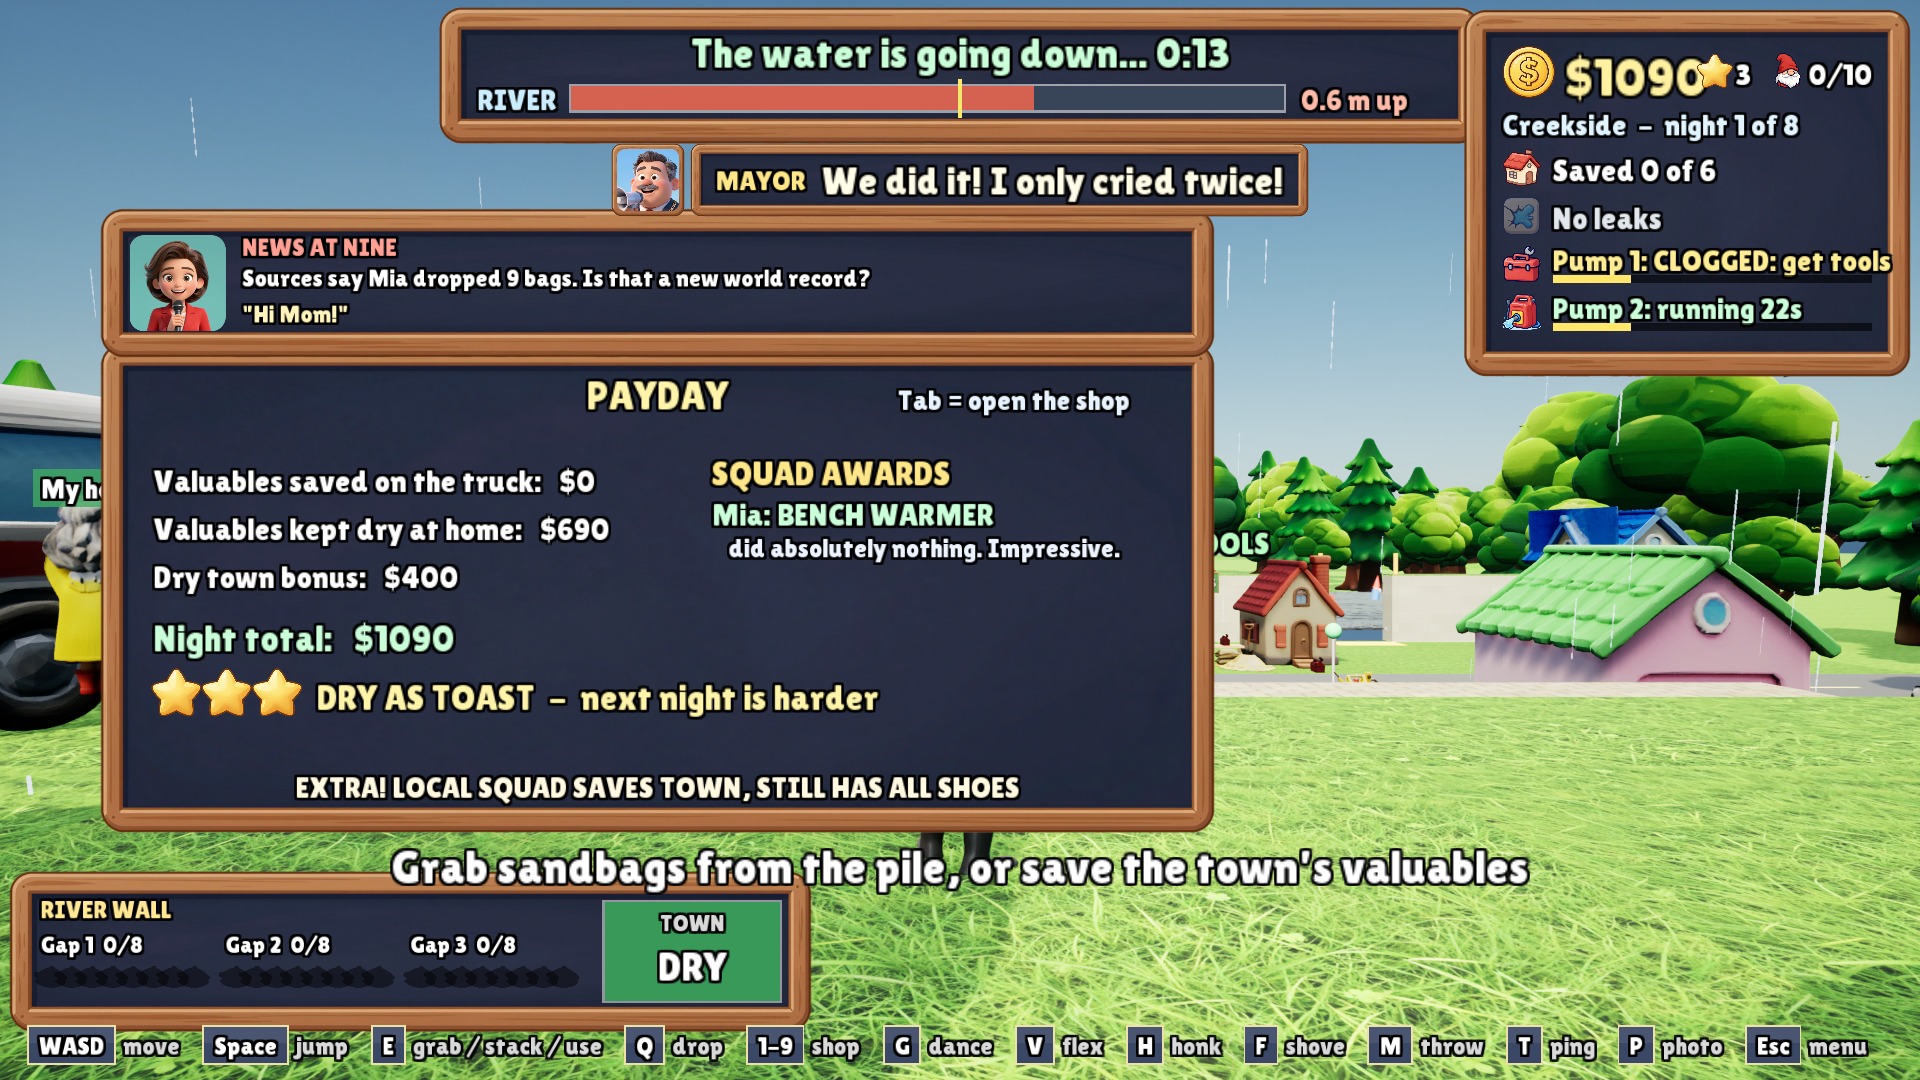 The water is going down... 0:13
RIVER 0.6 m up
$1090 3 0/10
Creekside – night 1 of 8
Saved 0 of 6
No leaks
Pump 1: CLOGGED: get tools
Pump 2: running 22s
MAYOR We did it! I only cried twice!
NEWS AT NINE
Sources say Mia dropped 9 bags. Is that a new world record?
"Hi Mom!"
PAYDAY
Tab = open the shop
Valuables saved on the truck: $0
Valuables kept dry at home: $690
Dry town bonus: $400
Night total: $1090
DRY AS TOAST – next night is harder
SQUAD AWARDS
Mia: BENCH WARMER
did absolutely nothing. Impressive.
EXTRA! LOCAL SQUAD SAVES TOWN, STILL HAS ALL SHOES
My h
OOLS
Grab sandbags from the pile, or save the town's valuables
RIVER WALL
Gap 1 0/8 Gap 2 0/8 Gap 3 0/8
TOWN
DRY
WASD move Space jump E grab/stack/use Q drop 1-9 shop G dance V flex H honk F shove M throw T ping P photo Esc menu